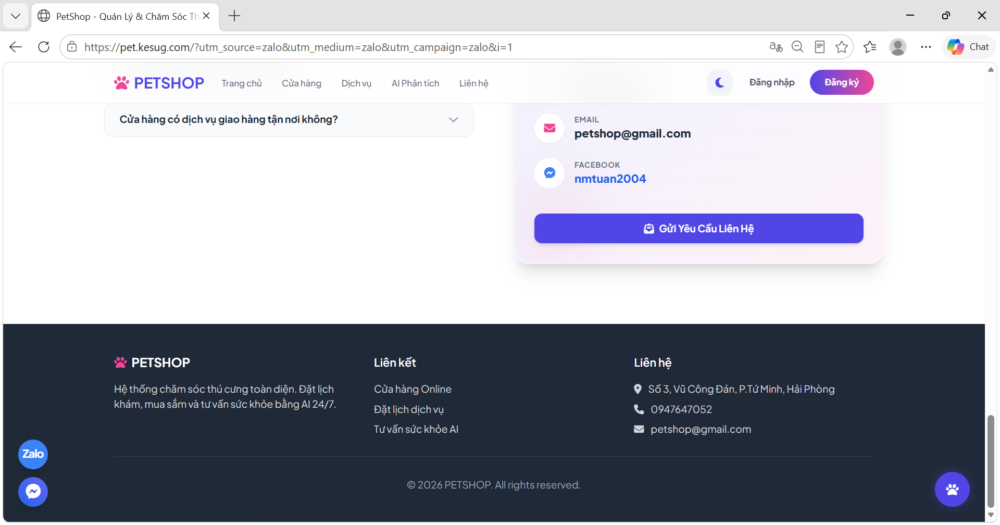 PetShop - Quản Lý & Chăm Sóc Th
https://pet.kesug.com/?utm_source=zalo&utm_medium=zalo&utm_campaign=zalo&i=1
Chat
PETSHOP
Trang chủ
Cửa hàng
Dịch vụ
AI Phân tích
Liên hệ
Đăng nhập
Đăng ký
Cửa hàng có dịch vụ giao hàng tận nơi không?
EMAIL
petshop@gmail.com
FACEBOOK
nmtuan2004
Gửi Yêu Cầu Liên Hệ
PETSHOP
Hệ thống chăm sóc thú cưng toàn diện. Đặt lịch
khám, mua sắm và tư vấn sức khỏe bằng AI 24/7.
Liên kết
Cửa hàng Online
Đặt lịch dịch vụ
Tư vấn sức khỏe AI
Liên hệ
Số 3, Vũ Công Đán, P.Tứ Minh, Hải Phòng
0947647052
petshop@gmail.com
Zalo
© 2026 PETSHOP. All rights reserved.